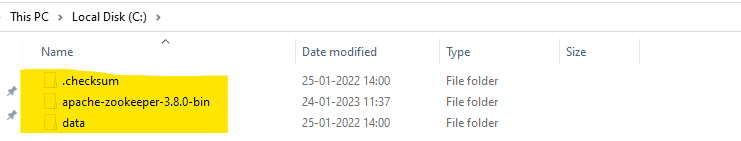 This PC > Local Disk (C:) >
Name Date modified Type Size
.checksum 25-01-2022 14:00 File folder
apache-zookeeper-3.8.0-bin 24-01-2023 11:37 File folder
data 25-01-2022 14:00 File folder